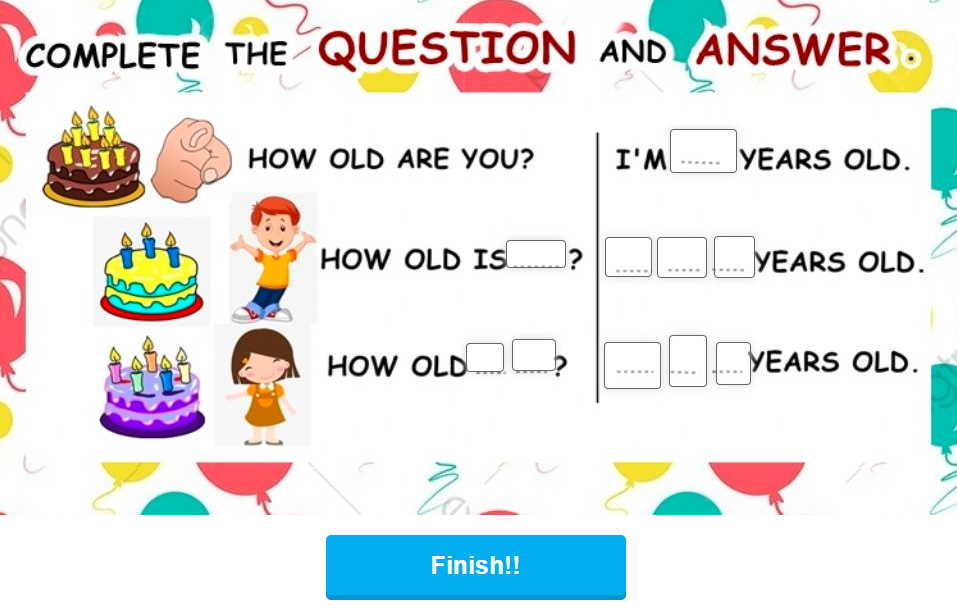 COMPLETE THE QUESTION AND ANSWER.
HOW OLD ARE YOU? I'M ...... YEARS OLD.
HOW OLD IS ....... ? ..... ..... ..... YEARS OLD.
HOW OLD ..... ..... ? ...... .... ..... YEARS OLD.
Finish!!